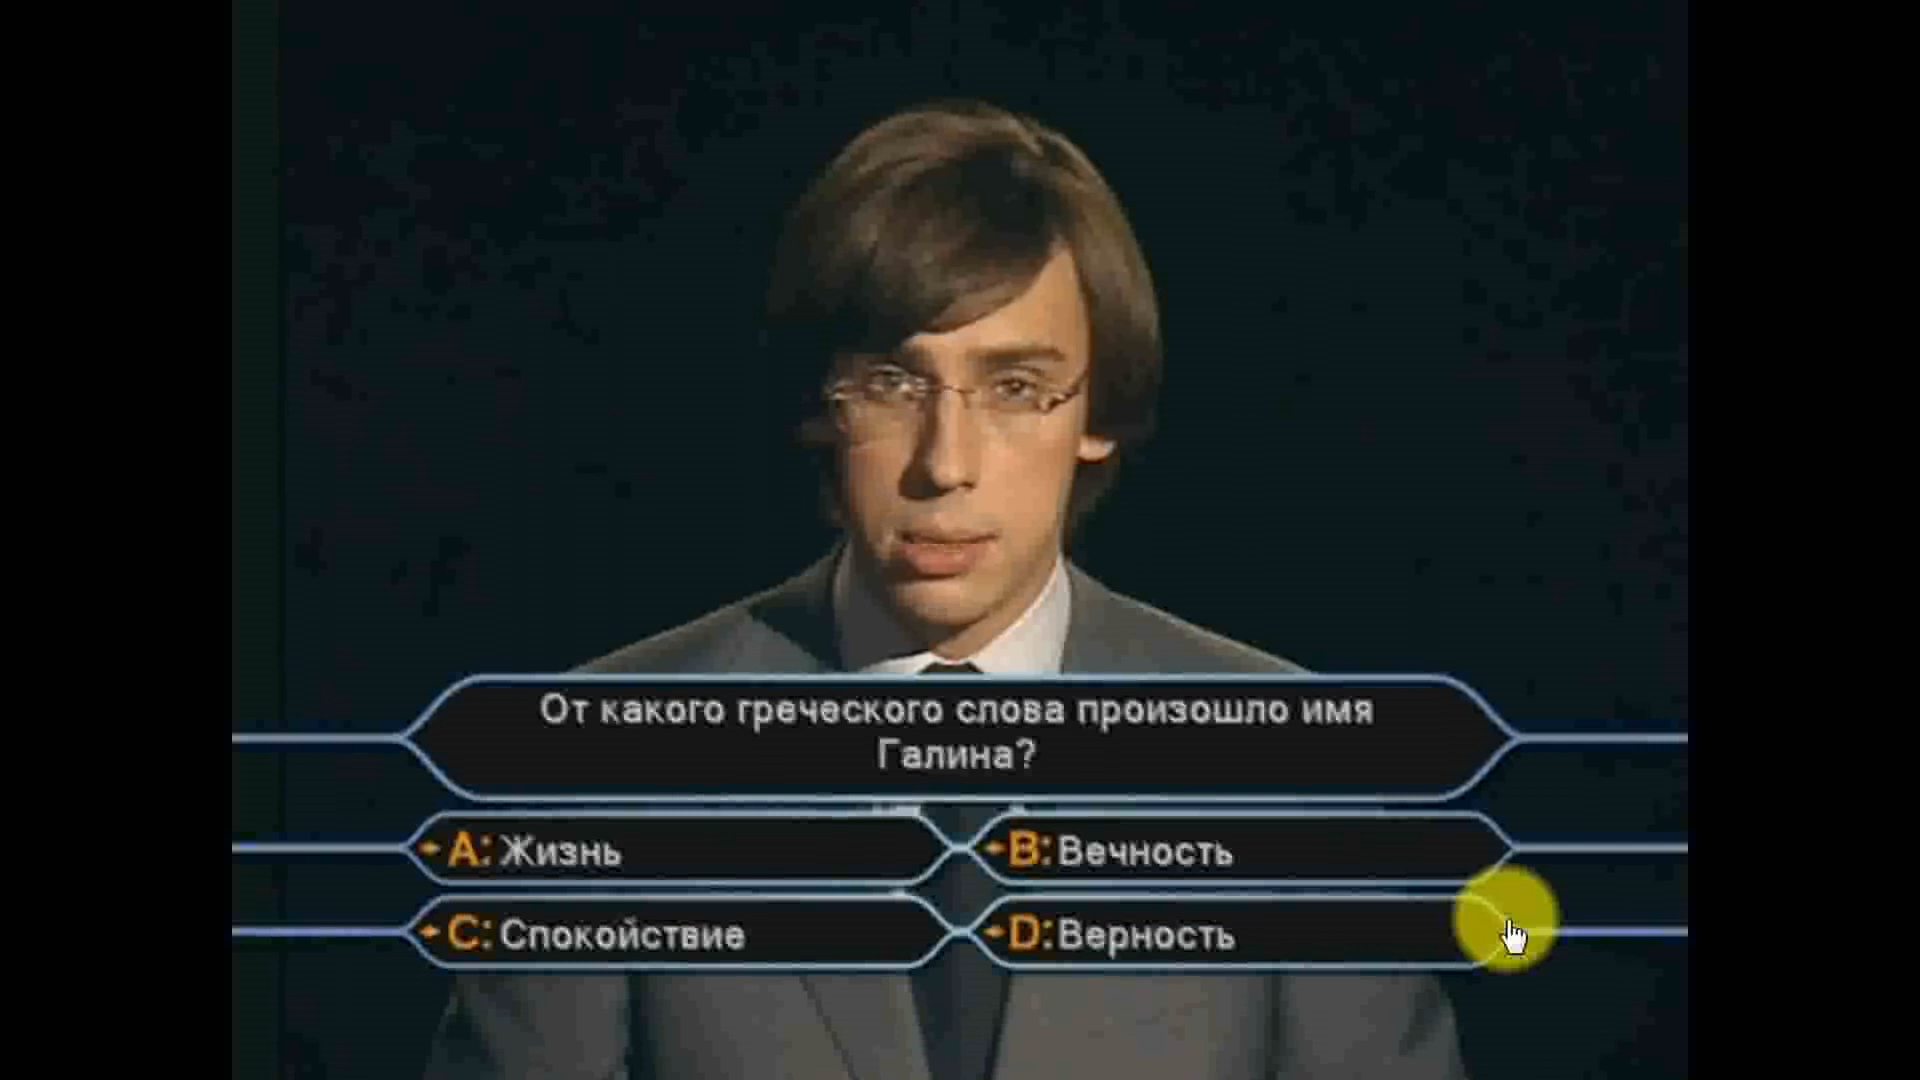 От какого греческого слова произошло имя
Галина?
A: Жизнь
B: Вечность
C: Спокойствие
D: Верность